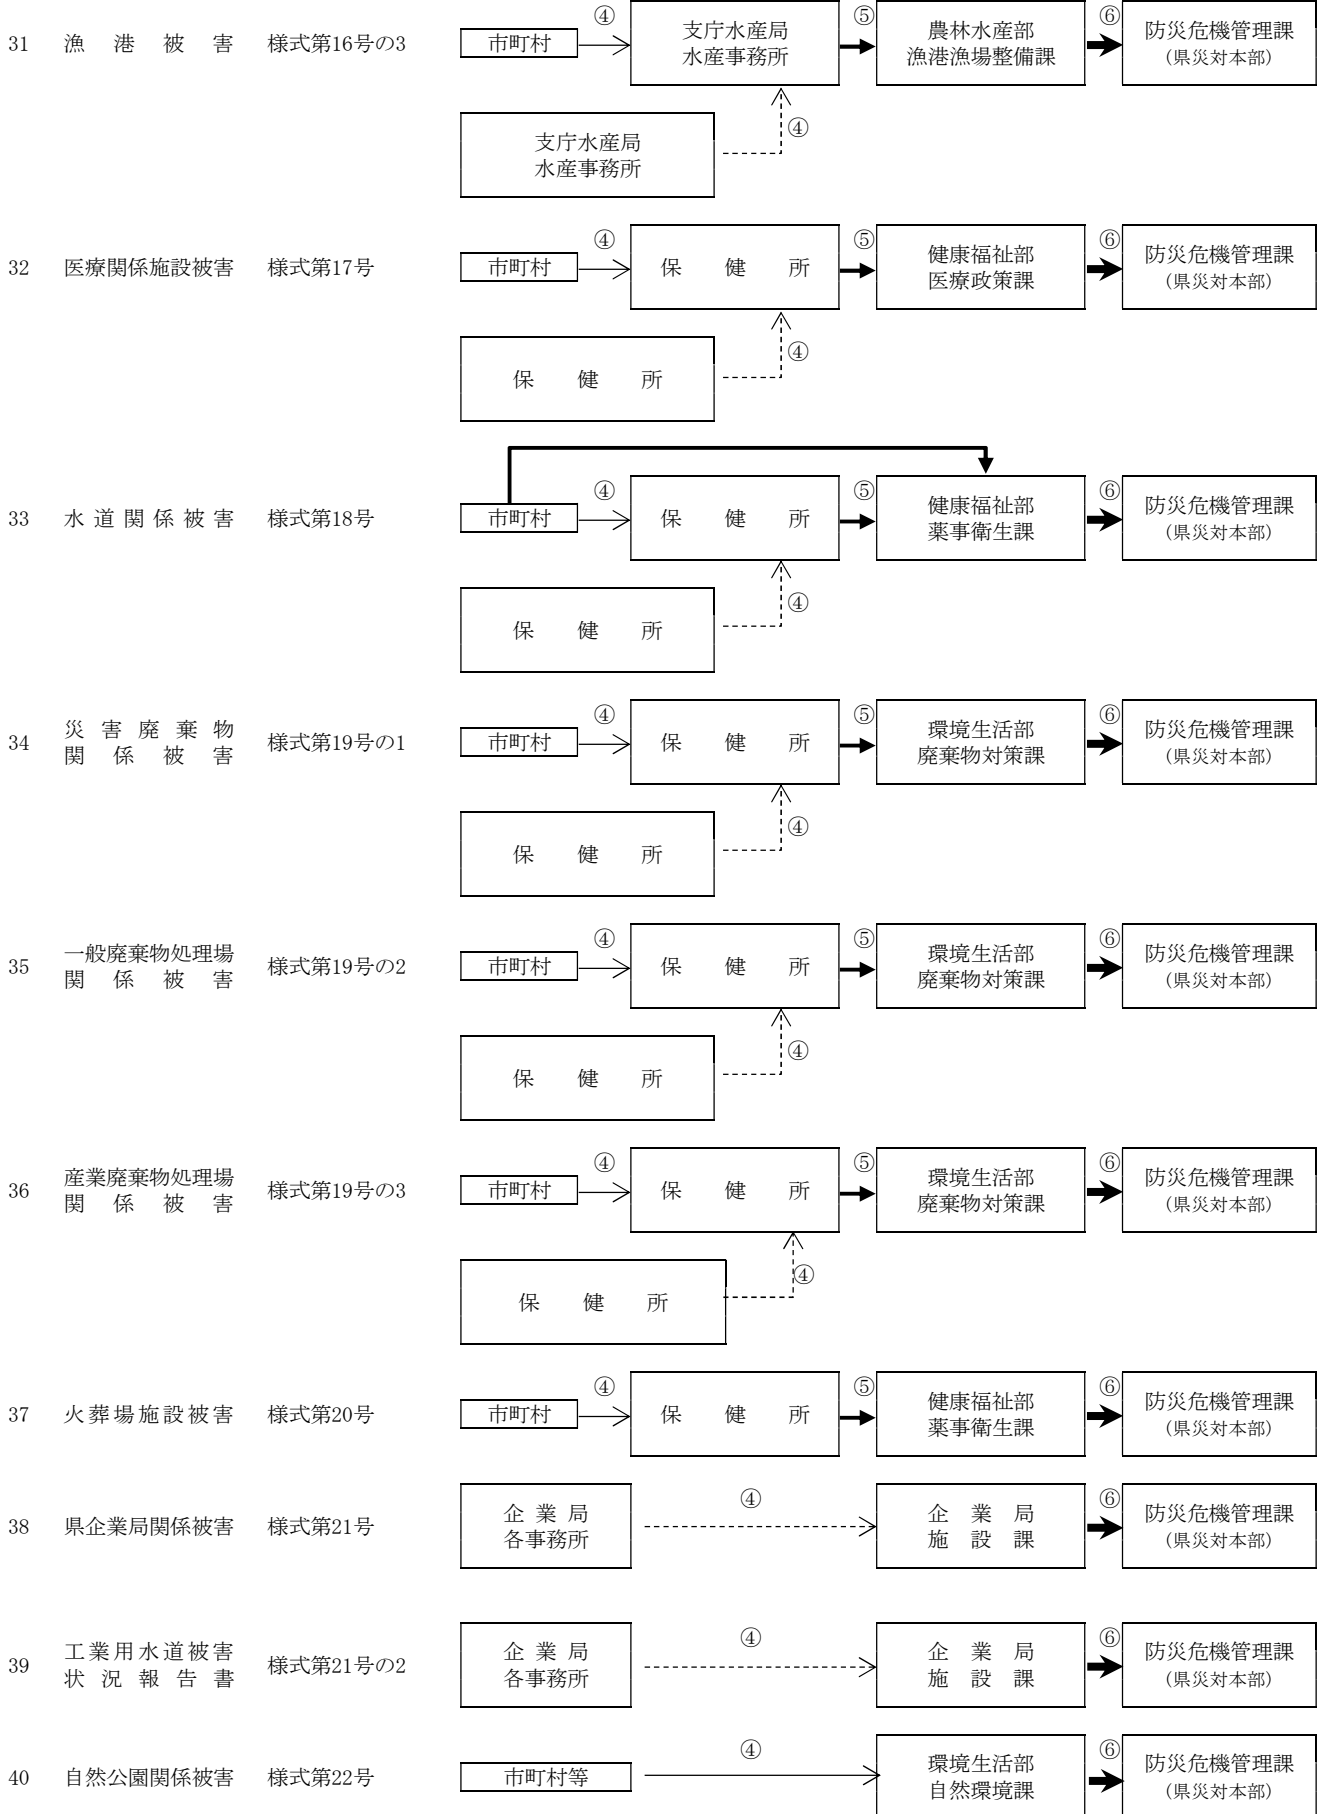 ④ ⑤ ⑥
31 漁港被害 様式第16号の3 市町村 支庁水産局 農林水産部 防災危機管理課
水産事務所 漁港漁場整備課 (県災対本部)
④
支庁水産局
水産事務所
④ ⑤ ⑥
32 医療関係施設被害 様式第17号 市町村 保健所 健康福祉部 防災危機管理課
医療政策課 (県災対本部)
④
保健所
④ ⑤ ⑥
33 水道関係被害 様式第18号 市町村 保健所 健康福祉部 防災危機管理課
薬事衛生課 (県災対本部)
④
保健所
④ ⑤ ⑥
34 災害廃棄物 様式第19号の1 市町村 保健所 環境生活部 防災危機管理課
関係被害 廃棄物対策課 (県災対本部)
④
保健所
④ ⑤ ⑥
35 一般廃棄物処理場 様式第19号の2 市町村 保健所 環境生活部 防災危機管理課
関係被害 廃棄物対策課 (県災対本部)
④
保健所
④ ⑤ ⑥
36 産業廃棄物処理場 様式第19号の3 市町村 保健所 環境生活部 防災危機管理課
関係被害 廃棄物対策課 (県災対本部)
④
保健所
④ ⑤ ⑥
37 火葬場施設被害 様式第20号 市町村 保健所 健康福祉部 防災危機管理課
薬事衛生課 (県災対本部)
④ ⑥
38 県企業局関係被害 様式第21号 企業局 企業局 防災危機管理課
各事務所 施設課 (県災対本部)
④ ⑥
39 工業用水道被害 様式第21号の2 企業局 企業局 防災危機管理課
状況報告書 各事務所 施設課 (県災対本部)
④ ⑥
40 自然公園関係被害 様式第22号 市町村等 環境生活部 防災危機管理課
自然環境課 (県災対本部)